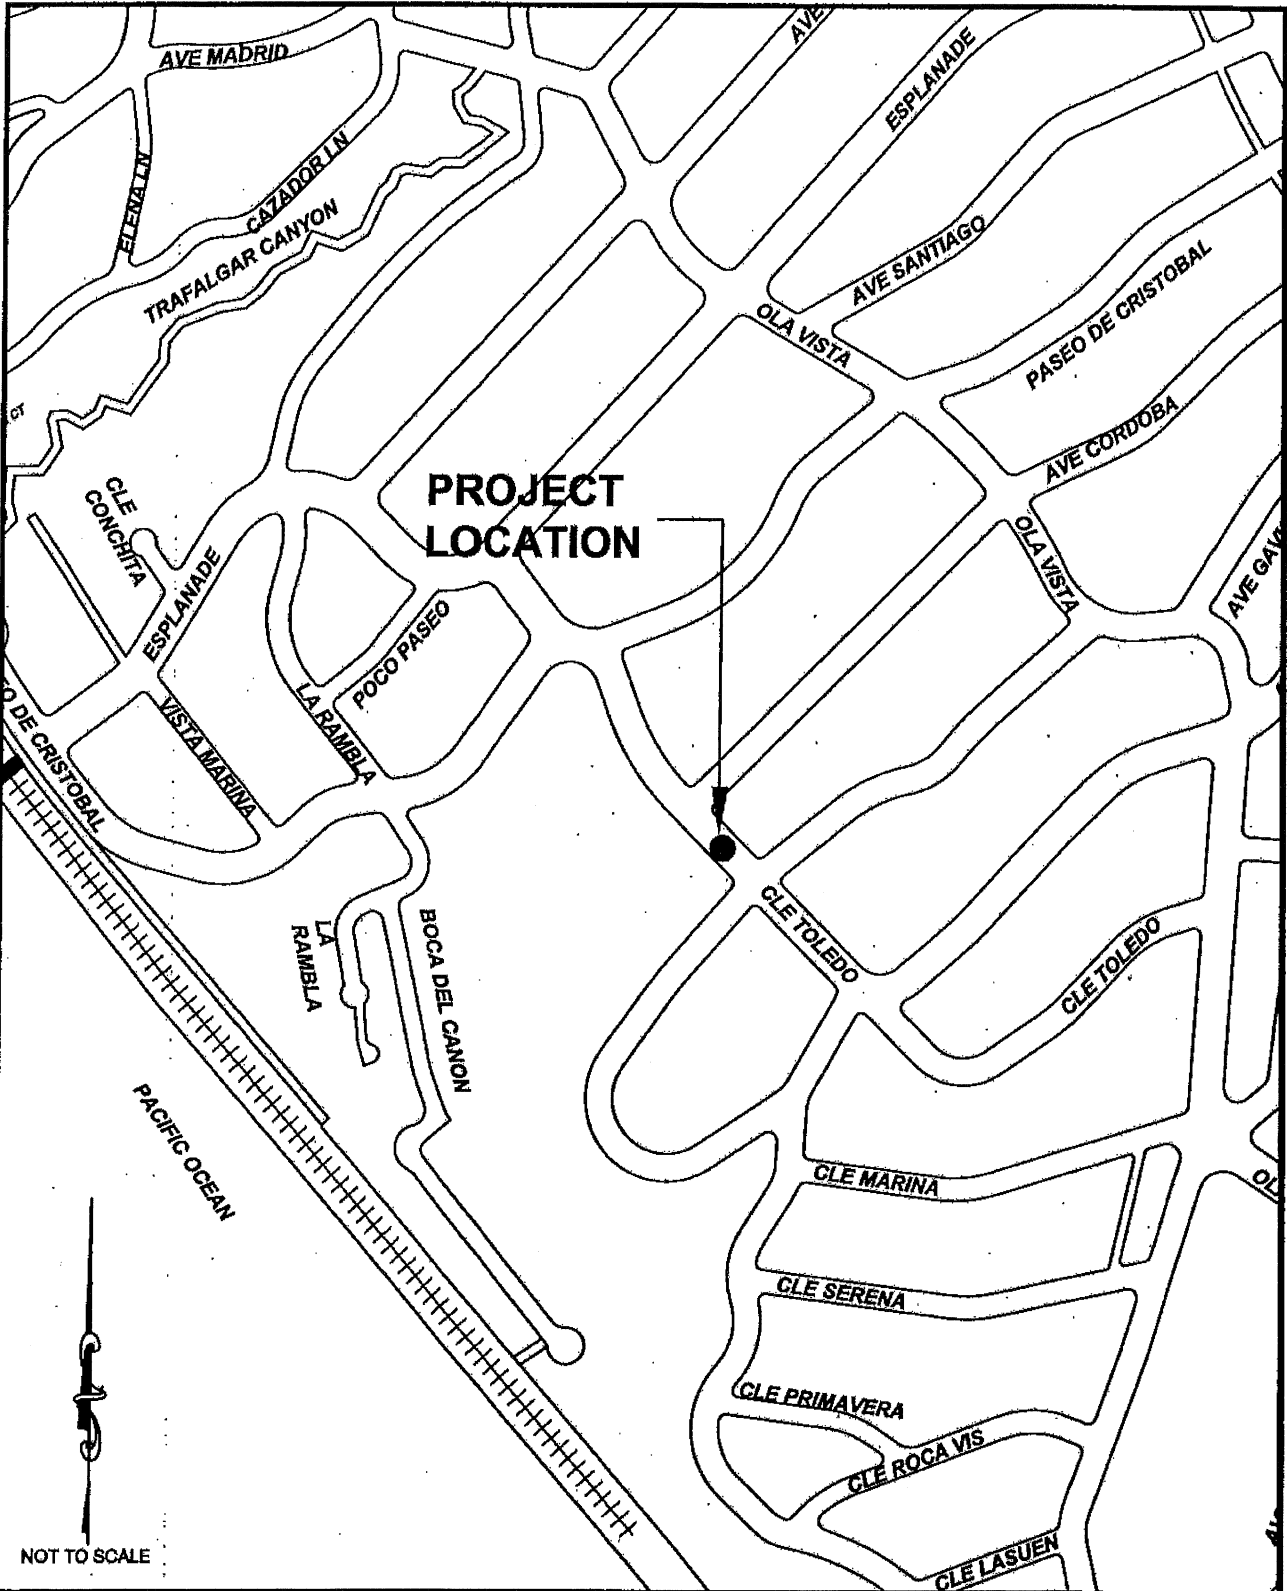 AVE MADRID
AVE
ESPLANADE
ELENA LN
CAZADOR LN
TRAFALGAR CANYON
AVE SANTIAGO
OLA VISTA
PASEO DE CRISTOBAL
AVE CORDOBA
CT
CLE
CONCHITA
PROJECT
LOCATION
OLA VISTA
ESPLANADE
POCO PASEO
LA RAMBLA
VISTA MARINA
O DE CRISTOBAL
CLE TOLEDO
CLE TOLEDO
LA
RAMBLA
BOCA DEL CANON
PACIFIC OCEAN
CLE MARINA
OL
CLE SERENA
CLE PRIMAVERA
CLE ROCA VIS
CLE LASUEN
NOT TO SCALE